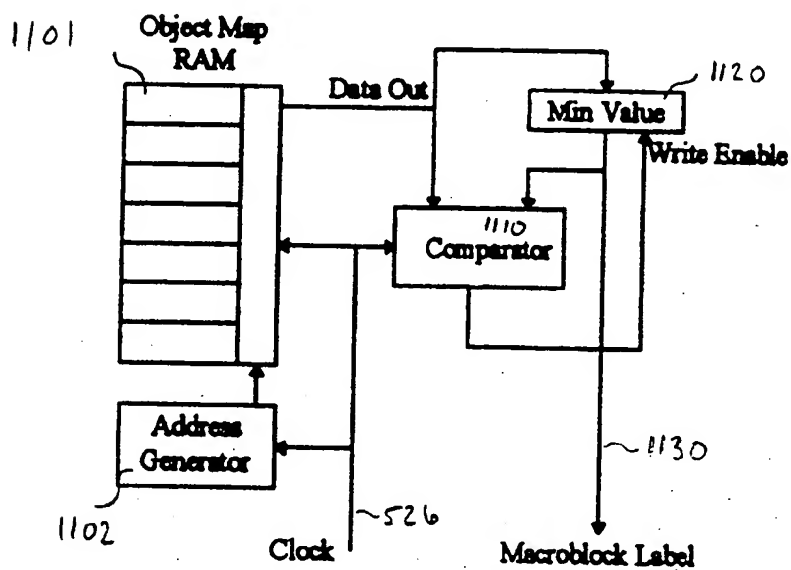 1101
Object Map
RAM
Data Out
1120
Min Value
Write Enable
1110
Comparator
Address
Generator
1102
1130
526
Clock
Macroblock Label